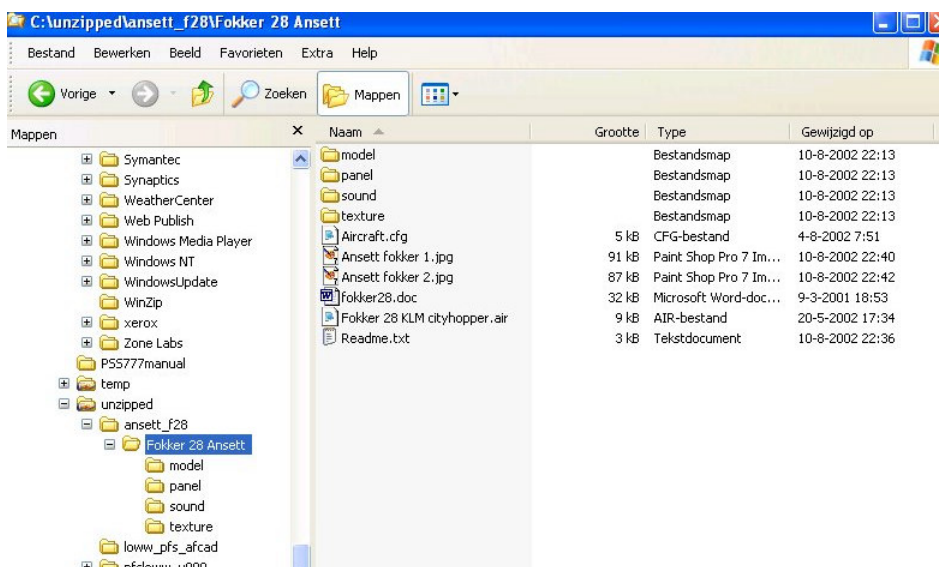 C:\unzipped\ansett_f28\Fokker 28 Ansett
Bestand Bewerken Beeld Favorieten Extra Help
Vorige Zoeken Mappen
Mappen
Symantec
Synaptics
WeatherCenter
Web Publish
Windows Media Player
Windows NT
WindowsUpdate
WinZip
xerox
Zone Labs
PSS777manual
temp
unzipped
ansett_f28
Fokker 28 Ansett
model
panel
sound
texture
loww_pfs_afcad
Naam Grootte Type Gewijzigd op
model Bestandsmap 10-8-2002 22:13
panel Bestandsmap 10-8-2002 22:13
sound Bestandsmap 10-8-2002 22:13
texture Bestandsmap 10-8-2002 22:13
Aircraft.cfg 5 kB CFG-bestand 4-8-2002 7:51
Ansett fokker 1.jpg 91 kB Paint Shop Pro 7 Im... 10-8-2002 22:40
Ansett fokker 2.jpg 87 kB Paint Shop Pro 7 Im... 10-8-2002 22:42
fokker28.doc 32 kB Microsoft Word-doc... 9-3-2001 18:53
Fokker 28 KLM cityhopper.air 9 kB AIR-bestand 20-5-2002 17:34
Readme.txt 3 kB Tekstdocument 10-8-2002 22:36